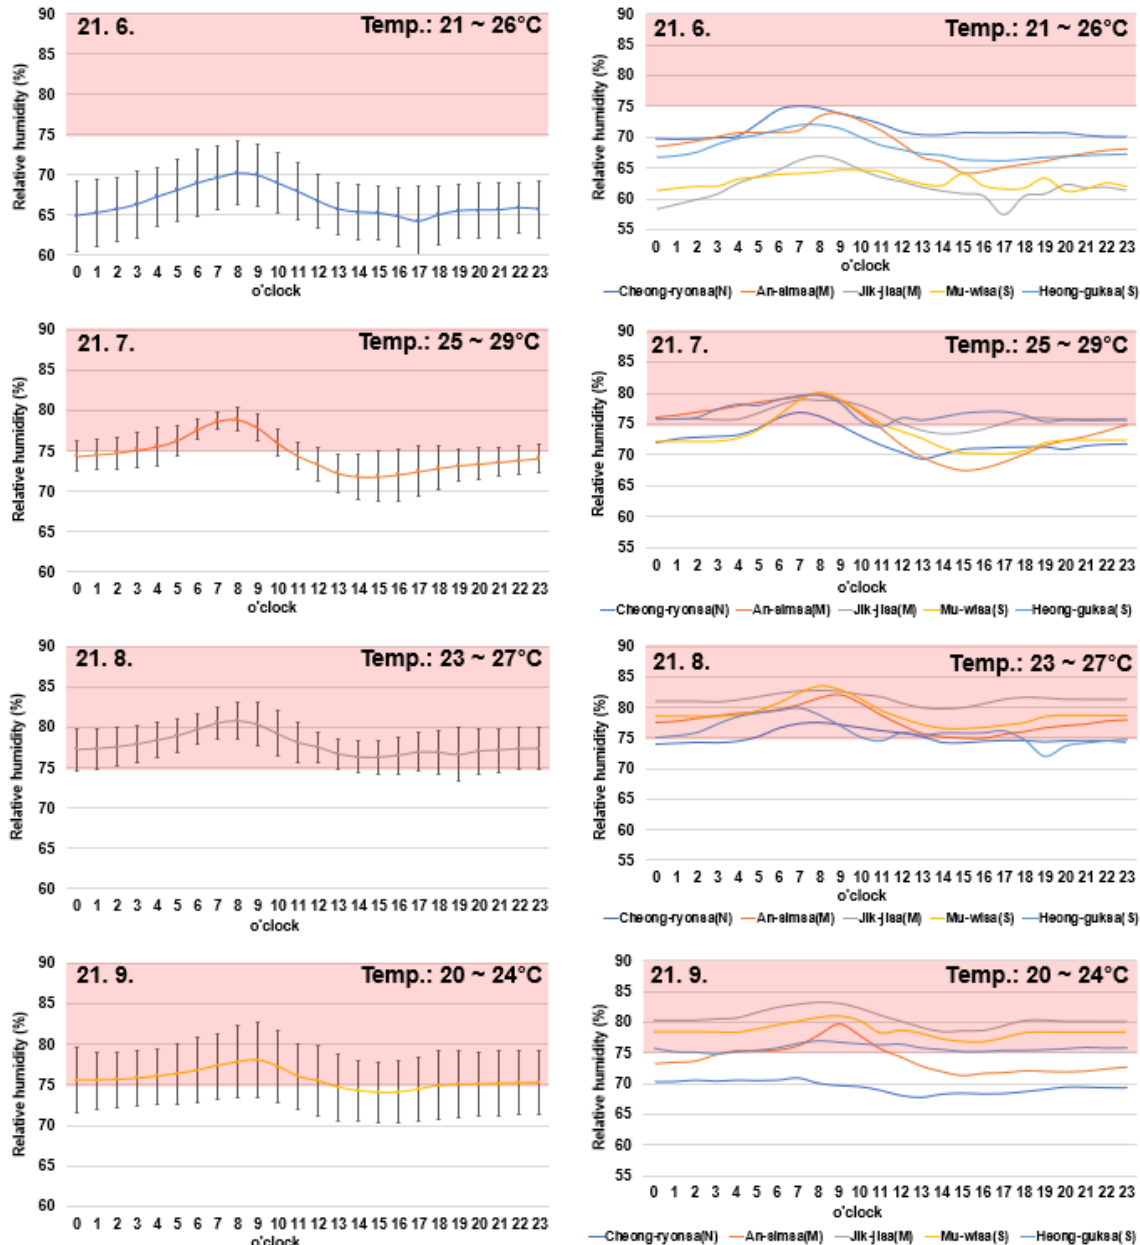 21. 6.
Temp.: 21 ~ 26°C
Relative humidity (%)
90
85
80
75
70
65
60
0 1 2 3 4 5 6 7 8 9 10 11 12 13 14 15 16 17 18 19 20 21 22 23
o'clock
21. 6.
Temp.: 21 ~ 26°C
Relative humidity (%)
90
85
80
75
70
65
60
55
0 1 2 3 4 5 6 7 8 9 10 11 12 13 14 15 16 17 18 19 20 21 22 23
o'clock
Cheong-ryonsa(N) An-simsa(M) Jik-jisa(M) Mu-wisa(S) Heong-guksa(S)
21. 7.
Temp.: 25 ~ 29°C
Relative humidity (%)
90
85
80
75
70
65
60
0 1 2 3 4 5 6 7 8 9 10 11 12 13 14 15 16 17 18 19 20 21 22 23
o'clock
21. 7.
Temp.: 25 ~ 29°C
Relative humidity (%)
90
85
80
75
70
65
60
55
0 1 2 3 4 5 6 7 8 9 10 11 12 13 14 15 16 17 18 19 20 21 22 23
o'clock
Cheong-ryonsa(N) An-simsa(M) Jik-jisa(M) Mu-wisa(S) Heong-guksa(S)
21. 8.
Temp.: 23 ~ 27°C
Relative humidity (%)
90
85
80
75
70
65
60
0 1 2 3 4 5 6 7 8 9 10 11 12 13 14 15 16 17 18 19 20 21 22 23
o'clock
21. 8.
Temp.: 23 ~ 27°C
Relative humidity (%)
90
85
80
75
70
65
60
55
0 1 2 3 4 5 6 7 8 9 10 11 12 13 14 15 16 17 18 19 20 21 22 23
o'clock
Cheong-ryonsa(N) An-simsa(M) Jik-jisa(M) Mu-wisa(S) Heong-guksa(S)
21. 9.
Temp.: 20 ~ 24°C
Relative humidity (%)
90
85
80
75
70
65
60
0 1 2 3 4 5 6 7 8 9 10 11 12 13 14 15 16 17 18 19 20 21 22 23
o'clock
21. 9.
Temp.: 20 ~ 24°C
Relative humidity (%)
90
85
80
75
70
65
60
55
0 1 2 3 4 5 6 7 8 9 10 11 12 13 14 15 16 17 18 19 20 21 22 23
o'clock
Cheong-ryonsa(N) An-simsa(M) Jik-jisa(M) Mu-wisa(S) Heong-guksa(S)